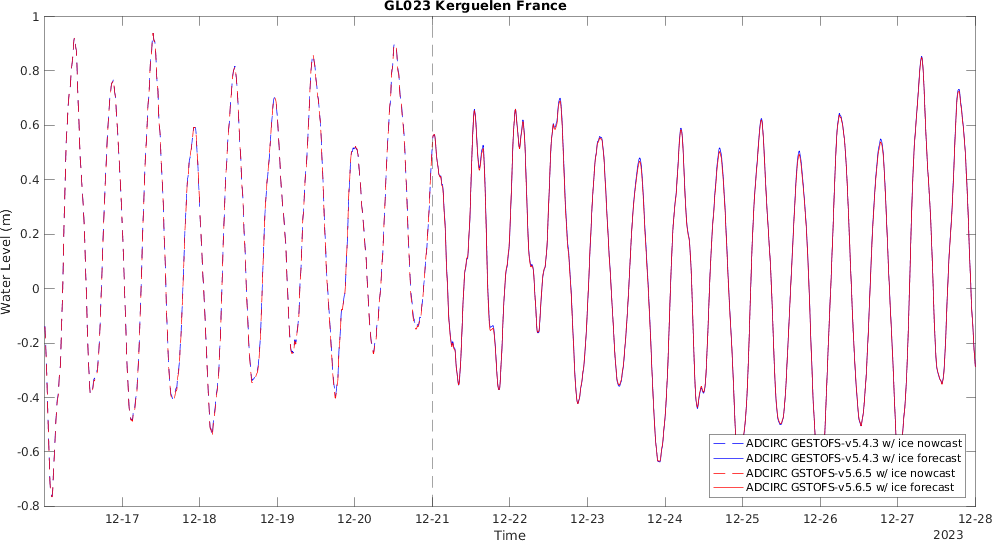 GL023 Kerguelen France
1
0.8
0.6
0.4
0.2
0
-0.2
-0.4
-0.6
-0.8
Water Level (m)
ADCIRC GESTOFS-v5.4.3 w/ ice nowcast
ADCIRC GESTOFS-v5.4.3 w/ ice forecast
ADCIRC GSTOFS-v5.6.5 w/ ice nowcast
ADCIRC GSTOFS-v5.6.5 w/ ice forecast
12-17 12-18 12-19 12-20 12-21 12-22 12-23 12-24 12-25 12-26 12-27 12-28
Time 2023